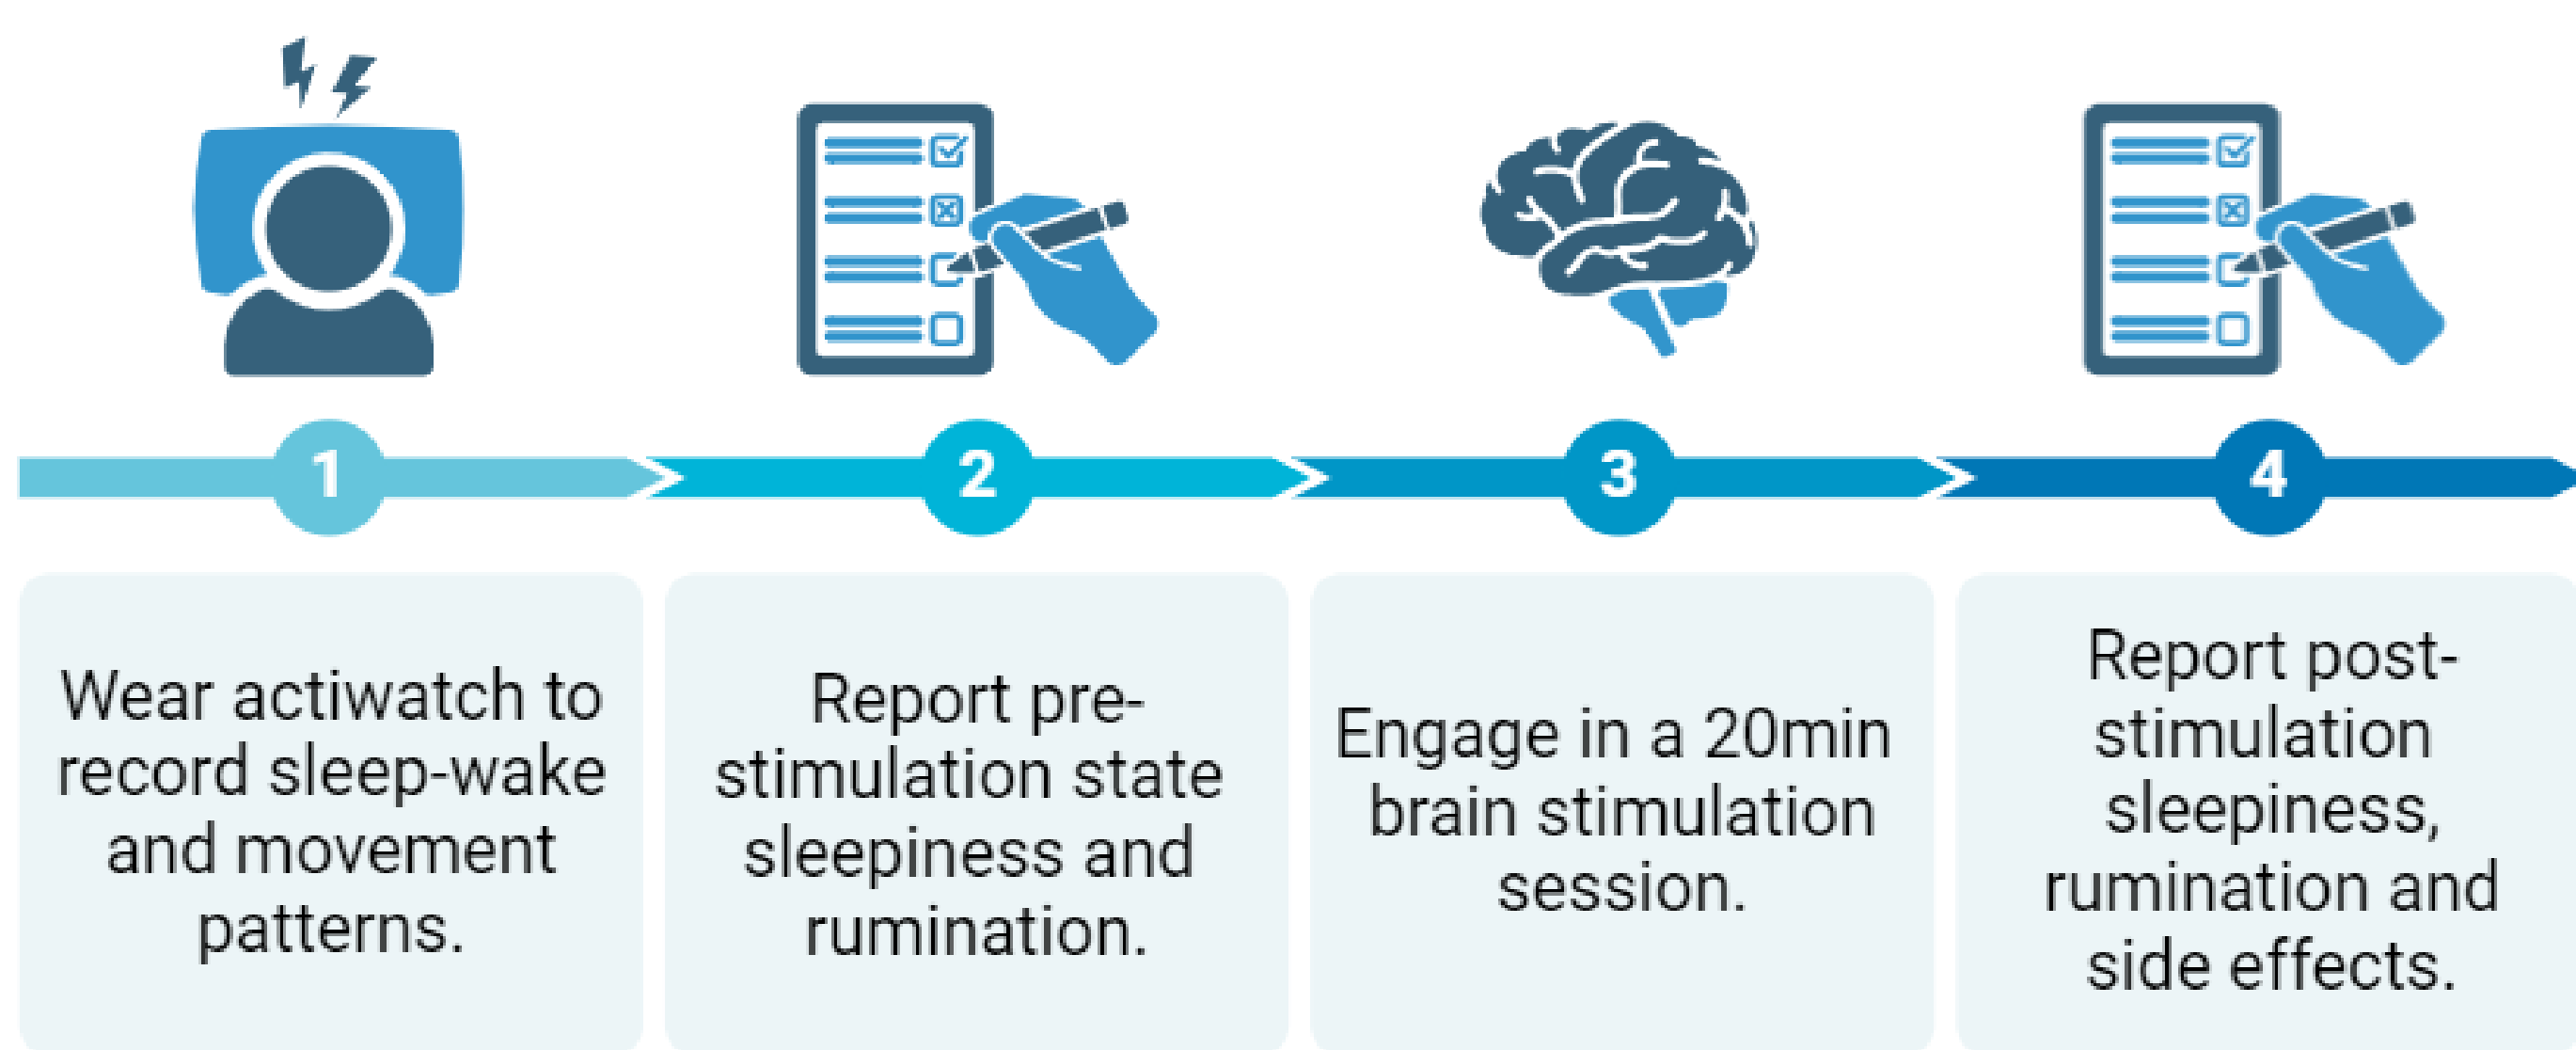 1
2
3
4
Wear actiwatch to
record sleep-wake
and movement
patterns.
Report pre-
stimulation state
sleepiness and
rumination.
Engage in a 20min
brain stimulation
session.
Report post-
stimulation
sleepiness,
rumination and
side effects.